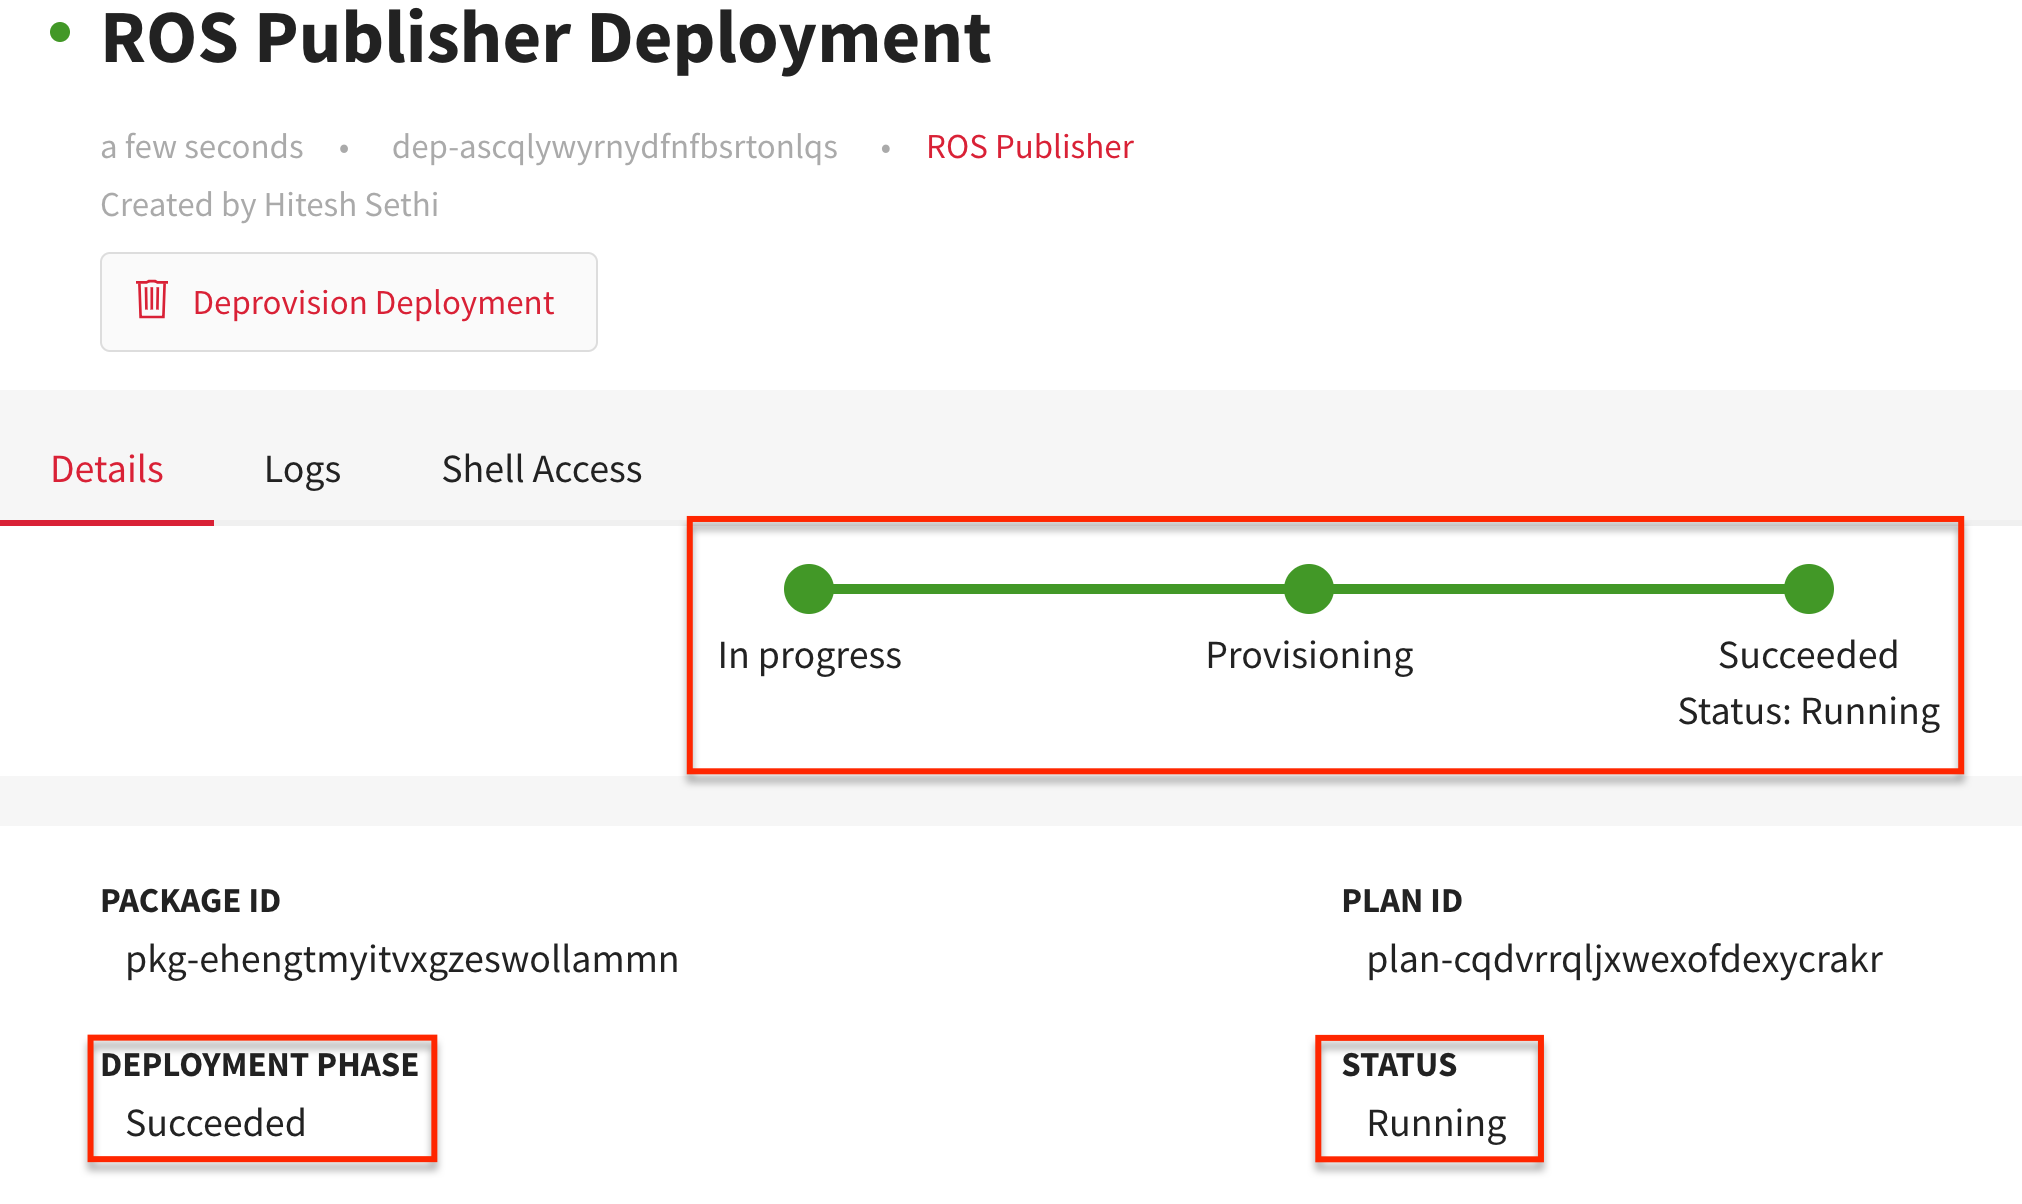 ROS Publisher Deployment
a few seconds • dep-ascqlywyrnydfnfbsrtonlqs • ROS Publisher
Created by Hitesh Sethi
Deprovision Deployment
Details Logs Shell Access
In progress Provisioning Succeeded
Status: Running
PACKAGE ID PLAN ID
pkg-ehengtmyitvxgzeswollammn plan-cqdvrrqljxwexofdexycrakr
DEPLOYMENT PHASE STATUS
Succeeded Running